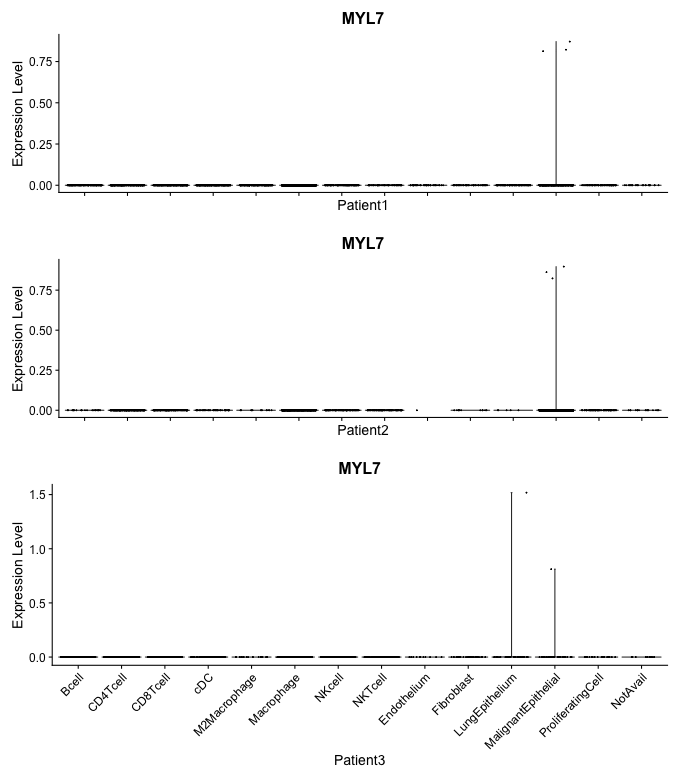 MYL7
Expression Level
0.75
0.50
0.25
0.00
Patient1
MYL7
Expression Level
0.75
0.50
0.25
0.00
Patient2
MYL7
Expression Level
1.5
1.0
0.5
0.0
Bcell
CD4Tcell
CD8Tcell
cDC
M2Macrophage
Macrophage
NKcell
NKTcell
Endothelium
Fibroblast
LungEpithelium
MalignantEpithelial
ProliferatingCell
NotAvail
Patient3